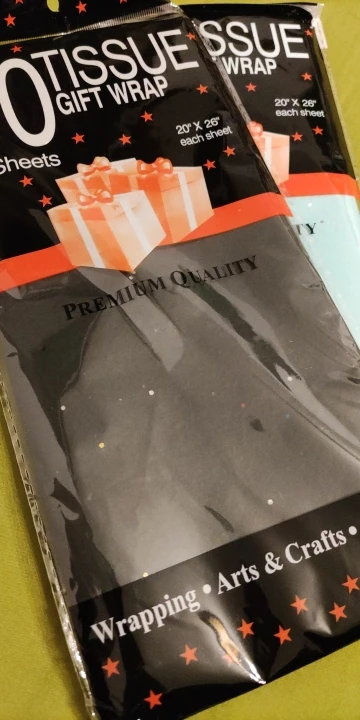 0 TISSUE
GIFT WRAP
Sheets
20" X 26"
each sheet
PREMIUM QUALITY
Wrapping • Arts & Crafts •
SSUE
WRAP
20" X 26"
each sheet
TY